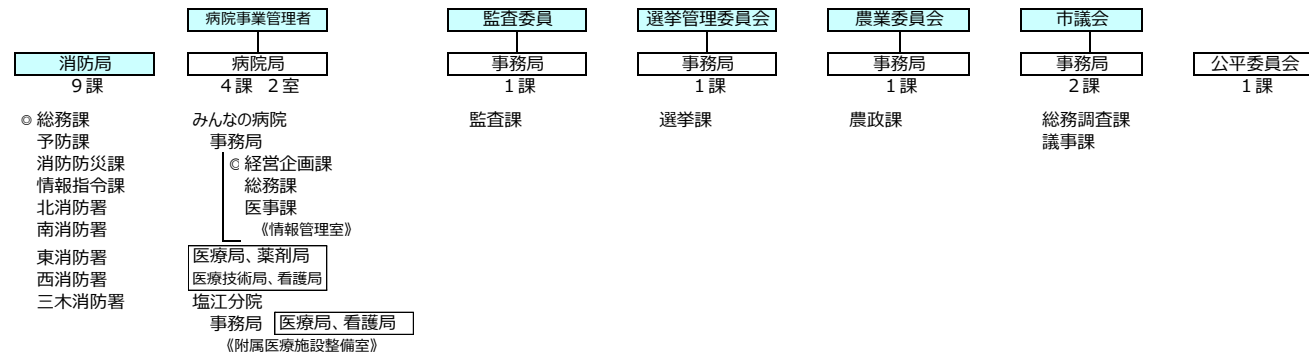 病院事業管理者 監査委員 選挙管理委員会 農業委員会 市議会
消防局 病院局 事務局 事務局 事務局 事務局 公平委員会
9課 4課 2室 1課 1課 1課 2課 1課
◎総務課 みんなの病院 監査課 選挙課 農政課 総務調査課
予防課 事務局 議事課
消防防災課 ◎経営企画課
情報指令課 総務課
北消防署 医事課
南消防署 《情報管理室》
東消防署 医療局、薬剤局
西消防署 医療技術局、看護局
三木消防署 塩江分院
事務局 医療局、看護局
《附属医療施設整備室》